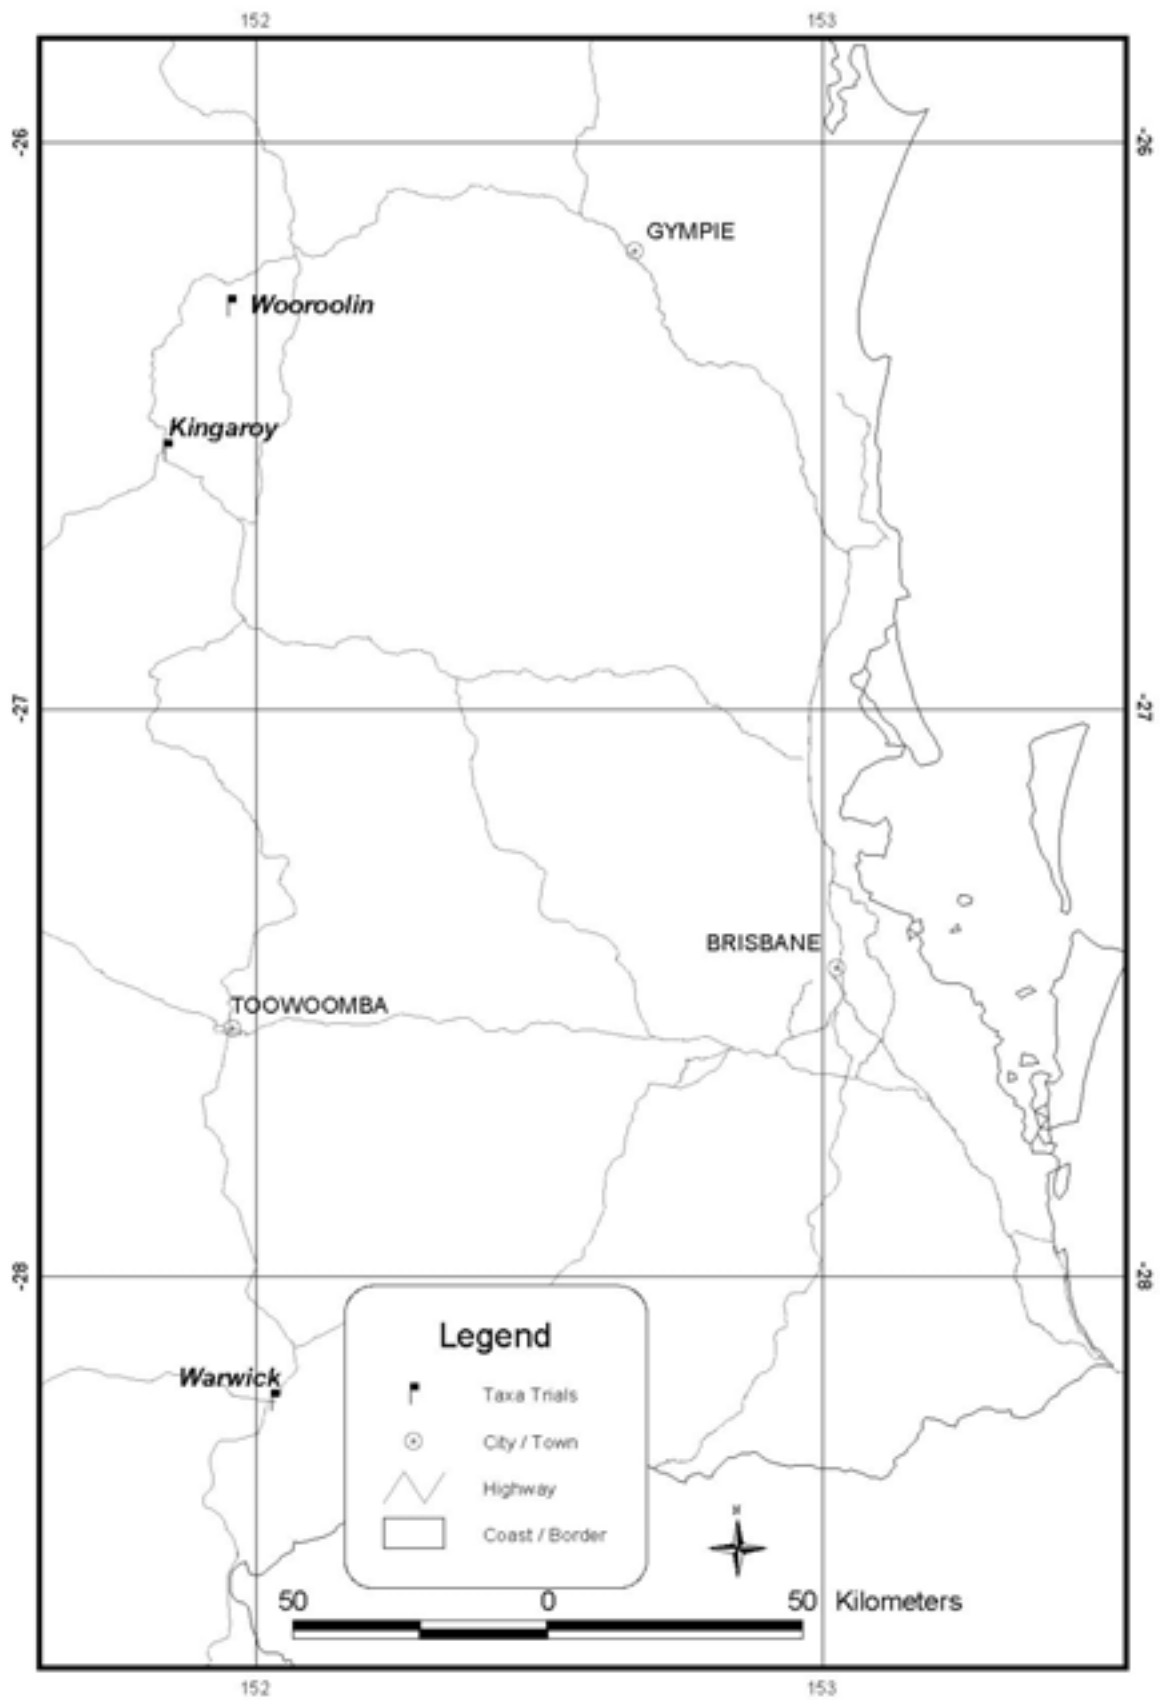 152 153
-26 -26
GYMPIE
Wooroolin
Kingaroy
-27 -27
BRISBANE
TOOWOOMBA
-28 -28
Legend
Warwick
Taxa Trials
City / Town
Highway
Coast / Border
N
50 0 50 Kilometers
152 153